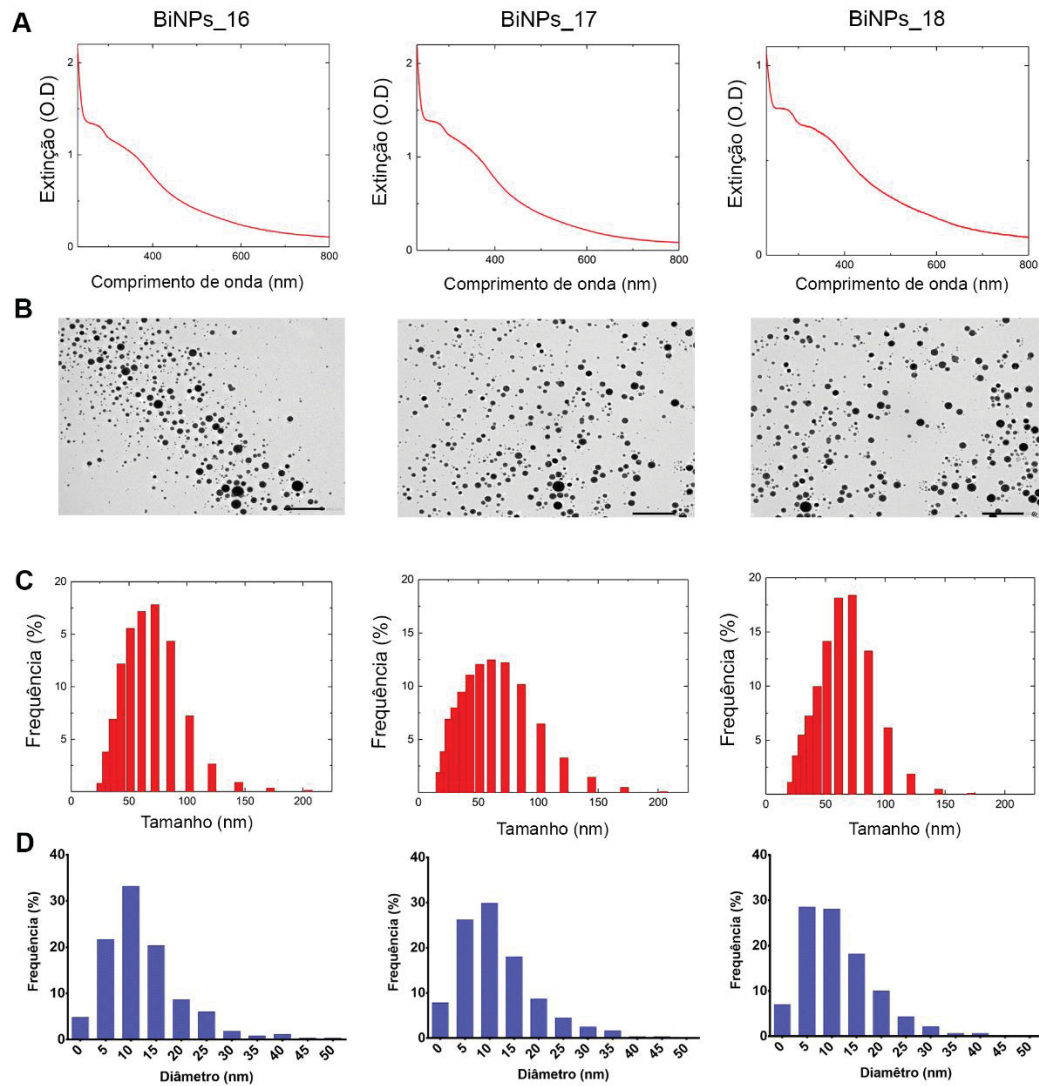 BiNPs_16 BiNPs_17 BiNPs_18
A
Extinção (O.D)
2
1
0
400 600 800
Comprimento de onda (nm)
Extinção (O.D)
2
1
0
400 600 800
Comprimento de onda (nm)
Extinção (O.D)
1
0
400 600 800
Comprimento de onda (nm)
B
C
Frequência (%)
20
5
10
5
0 50 100 150 200
Tamanho (nm)
Frequência (%)
20
15
10
5
0 50 100 150 200
Tamanho (nm)
Frequência (%)
20
15
10
5
0 50 100 150 200
Tamanho (nm)
D
Frequência (%)
40
30
20
10
0
0 5 10 15 20 25 30 35 40 45 50
Diâmetro (nm)
Frequência (%)
40
30
20
10
0
0 5 10 15 20 25 30 35 40 45 50
Diâmetro (nm)
Frequência (%)
40
30
20
10
0
0 5 10 15 20 25 30 35 40 45 50
Diamêtro (nm)